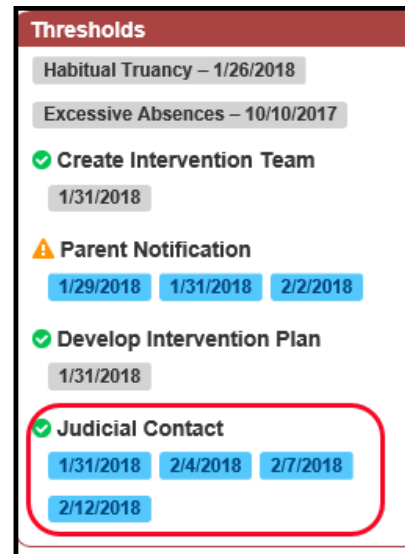 Thresholds
Habitual Truancy – 1/26/2018
Excessive Absences – 10/10/2017
Create Intervention Team
1/31/2018
Parent Notification
1/29/2018 1/31/2018 2/2/2018
Develop Intervention Plan
1/31/2018
Judicial Contact
1/31/2018 2/4/2018 2/7/2018
2/12/2018